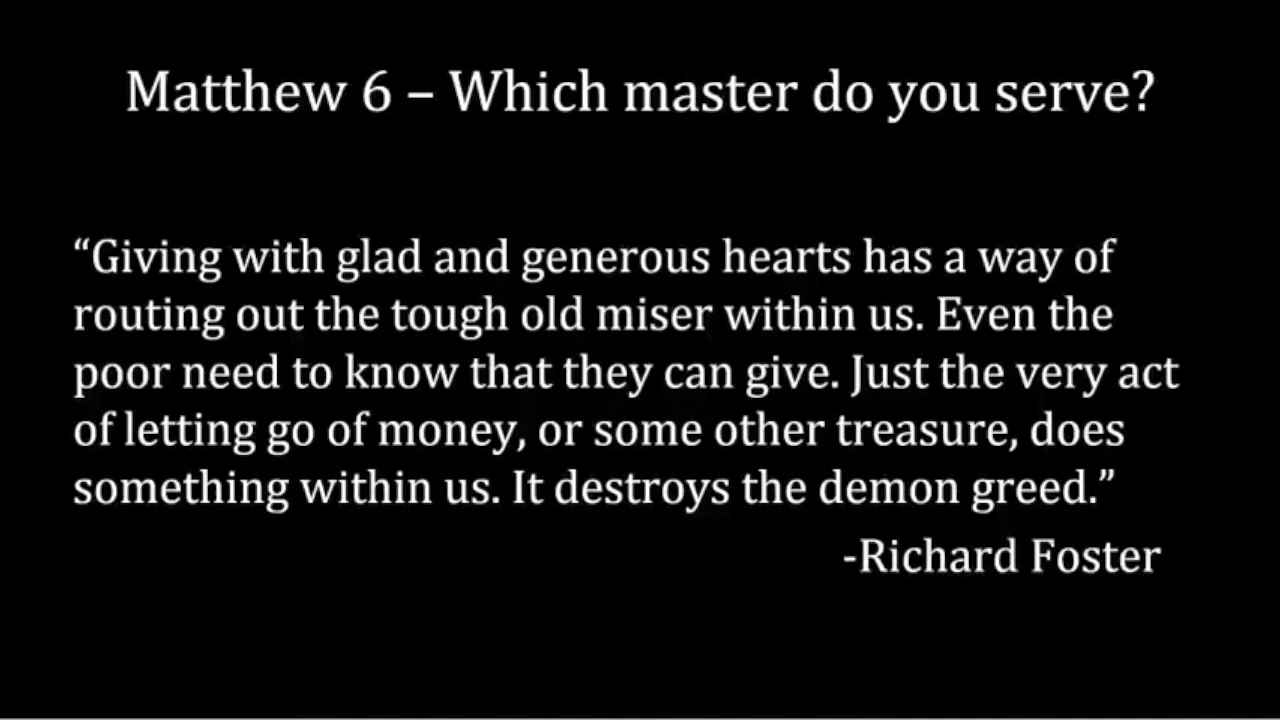 Matthew 6 – Which master do you serve?
“Giving with glad and generous hearts has a way of
routing out the tough old miser within us. Even the
poor need to know that they can give. Just the very act
of letting go of money, or some other treasure, does
something within us. It destroys the demon greed.”
-Richard Foster